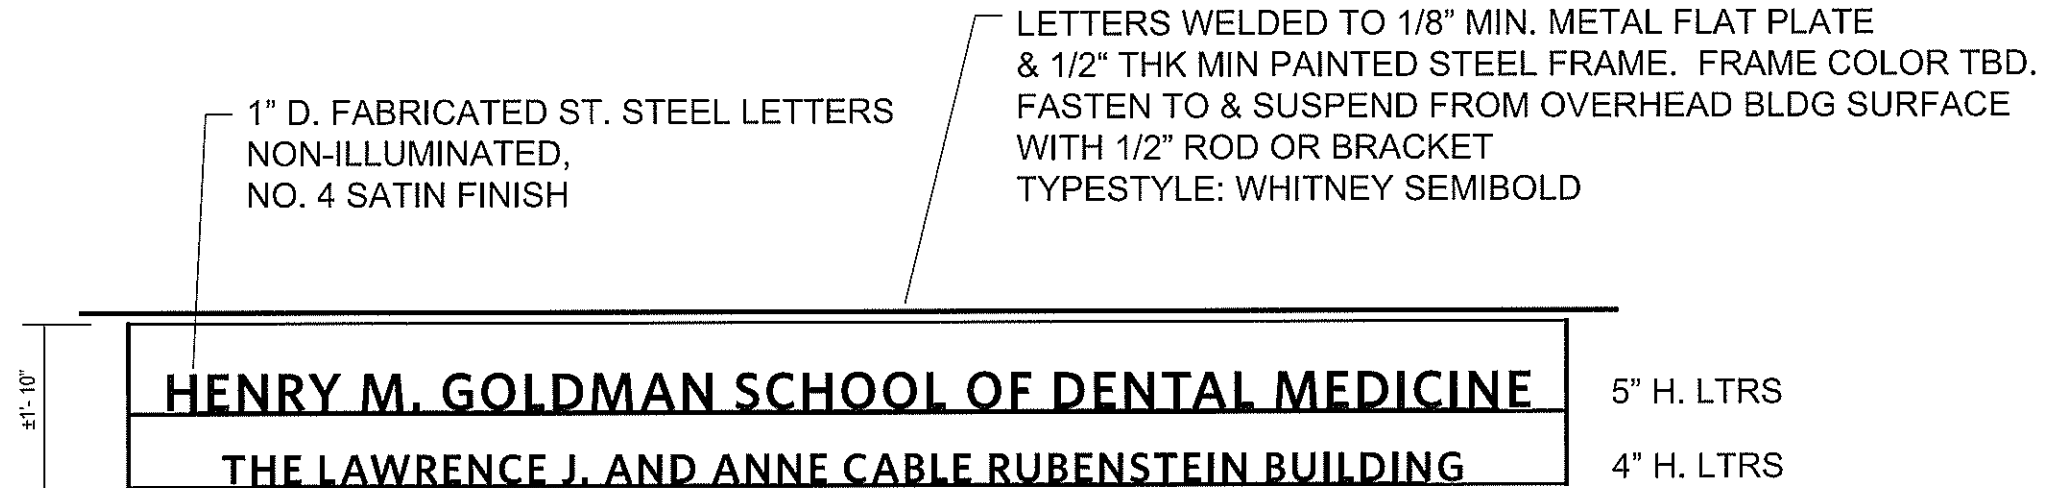 LETTERS WELDED TO 1/8” MIN. METAL FLAT PLATE
& 1/2“ THK MIN PAINTED STEEL FRAME.  FRAME COLOR TBD.
FASTEN TO & SUSPEND FROM OVERHEAD BLDG SURFACE
WITH 1/2” ROD OR BRACKET
TYPESTYLE: WHITNEY SEMIBOLD
1” D. FABRICATED ST. STEEL LETTERS
NON-ILLUMINATED,
NO. 4 SATIN FINISH
±1'- 10”
HENRY M. GOLDMAN SCHOOL OF DENTAL MEDICINE
5” H. LTRS
THE LAWRENCE J. AND ANNE CABLE RUBENSTEIN BUILDING
4” H. LTRS